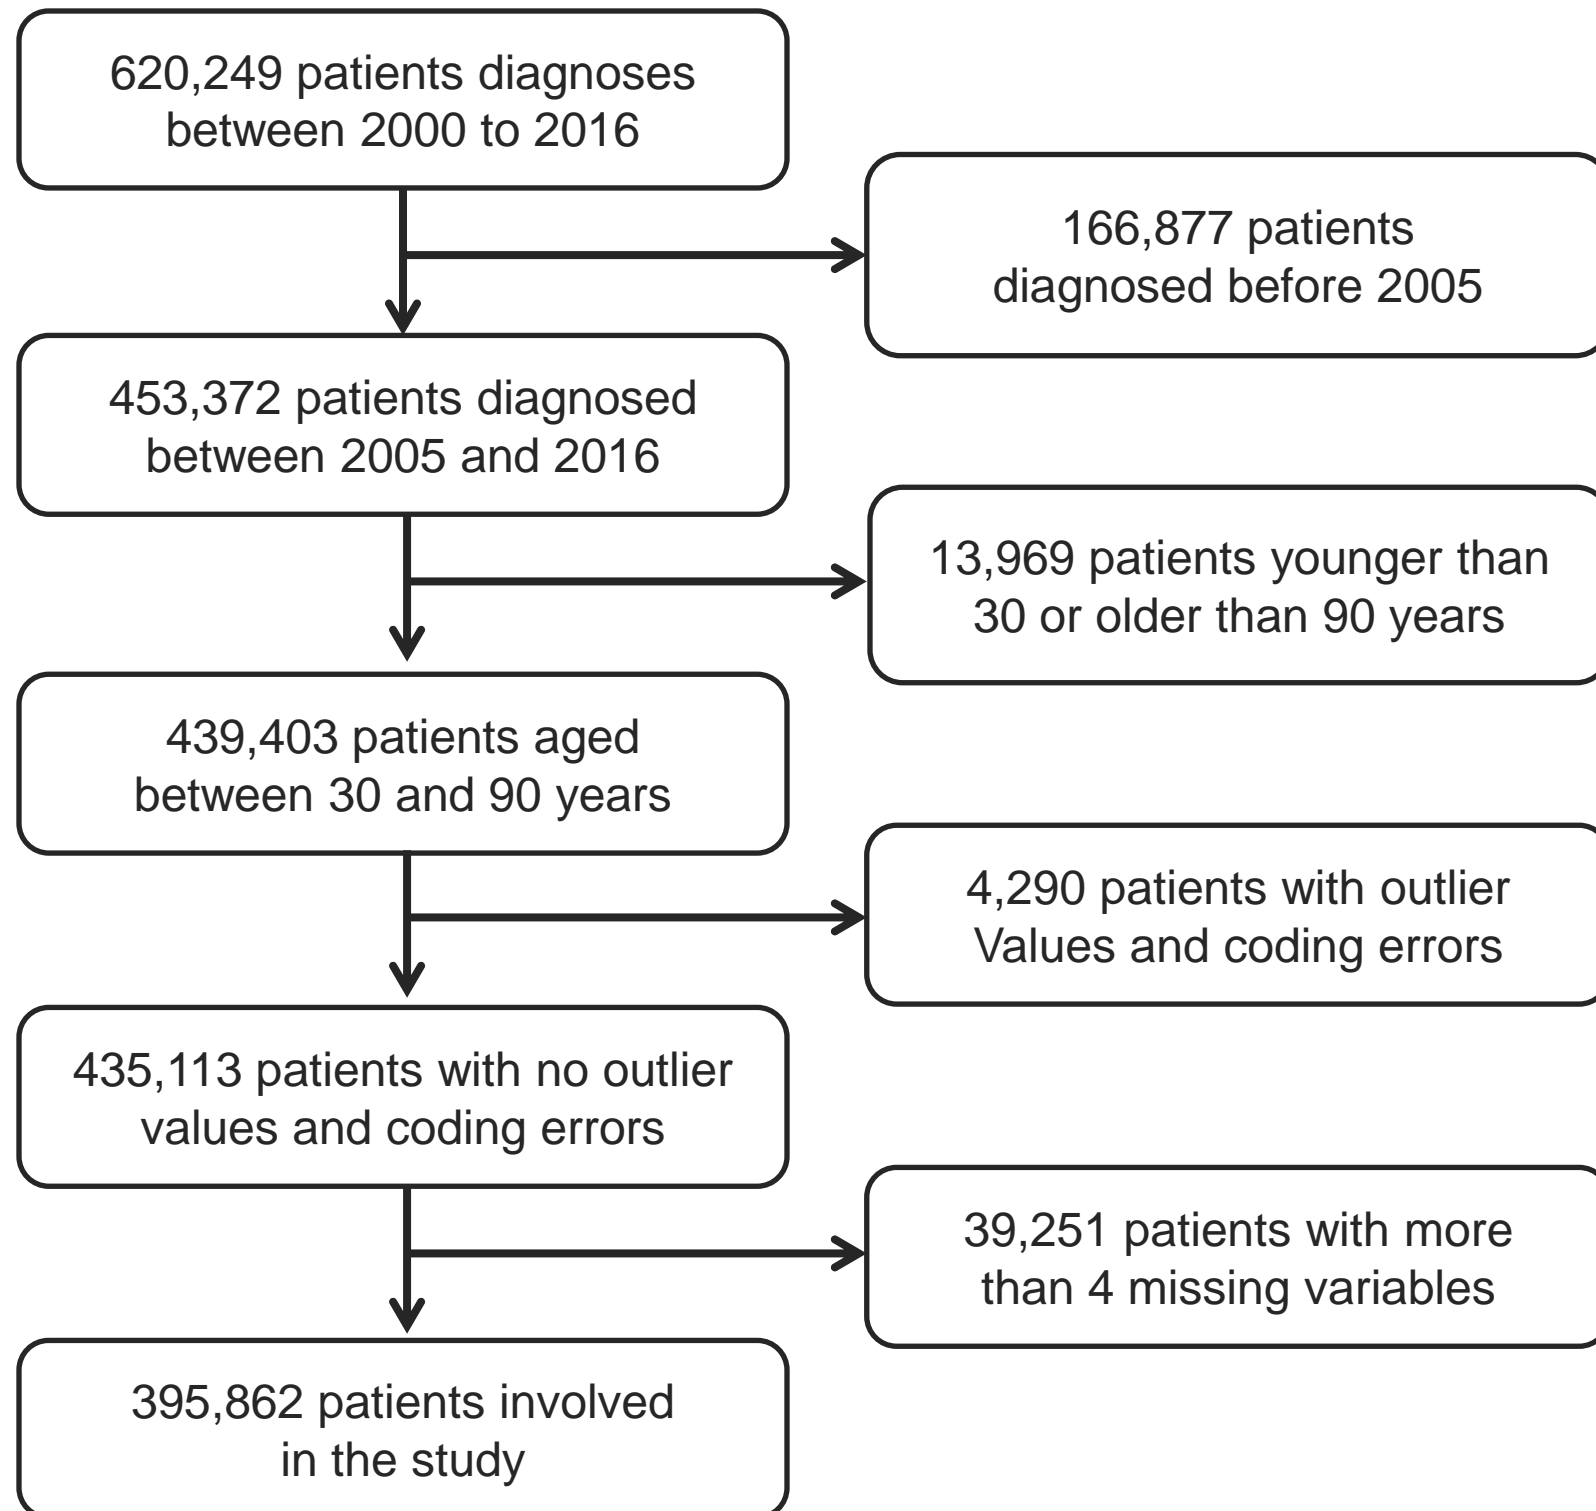 620,249 patients diagnoses
between 2000 to 2016
166,877 patients
diagnosed before 2005
453,372 patients diagnosed
between 2005 and 2016
13,969 patients younger than
30 or older than 90 years
439,403 patients aged
between 30 and 90 years
4,290 patients with outlier
Values and coding errors
435,113 patients with no outlier
values and coding errors
39,251 patients with more
than 4 missing variables
395,862 patients involved
in the study